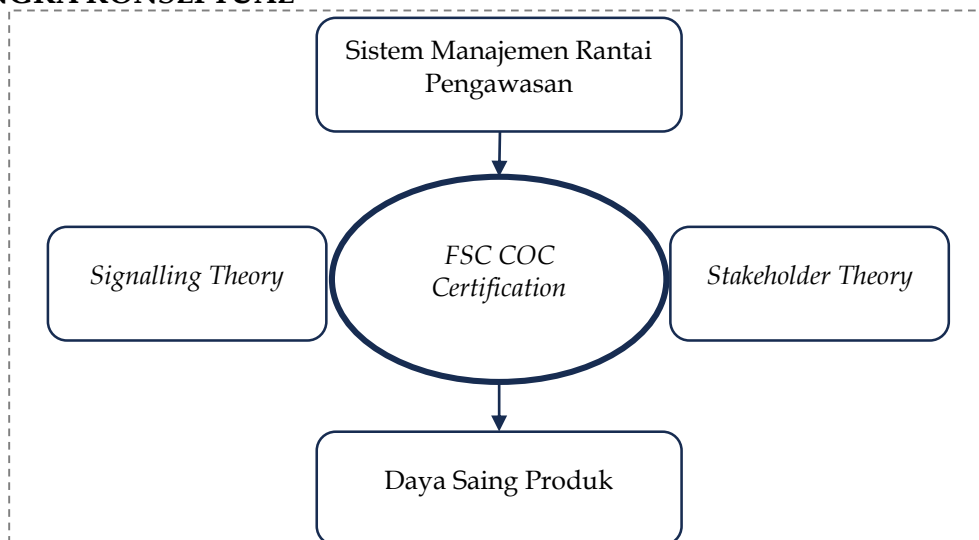 Sistem Manajemen Rantai
Pengawasan
Signalling Theory
FSC COC
Certification
Stakeholder Theory
Daya Saing Produk